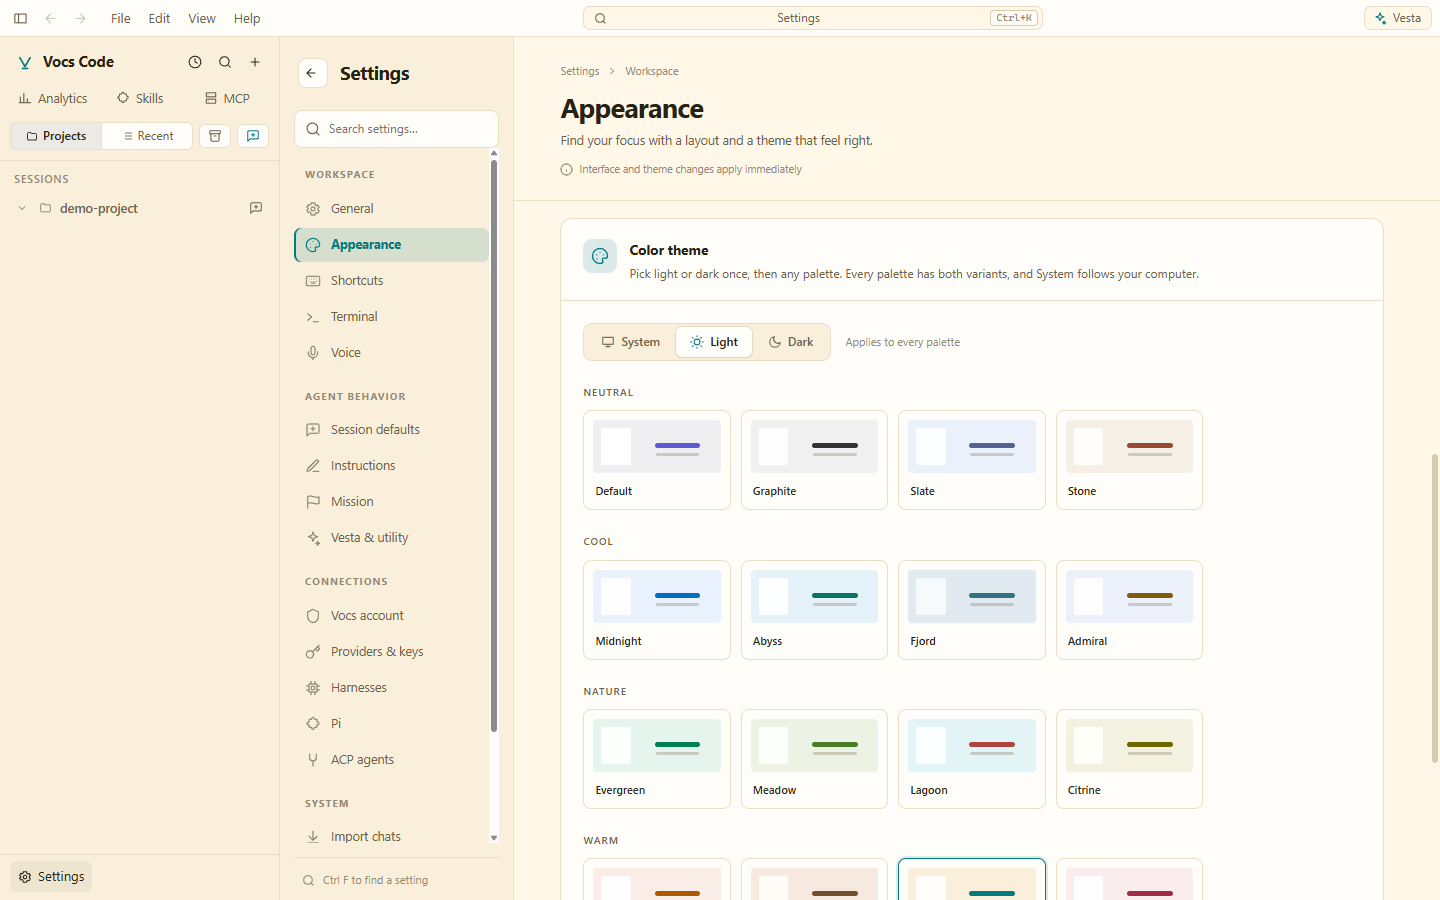 File Edit View Help
Settings
Ctrl+K
Vesta
Vocs Code
Analytics Skills MCP
Projects Recent
SESSIONS
demo-project
Settings
Settings
Search settings...
WORKSPACE
General
Appearance
Shortcuts
Terminal
Voice
AGENT BEHAVIOR
Session defaults
Instructions
Mission
Vesta & utility
CONNECTIONS
Vocs account
Providers & keys
Harnesses
Pi
ACP agents
SYSTEM
Import chats
Ctrl F to find a setting
Settings > Workspace
Appearance
Find your focus with a layout and a theme that feel right.
Interface and theme changes apply immediately
Color theme
Pick light or dark once, then any palette. Every palette has both variants, and System follows your computer.
System Light Dark Applies to every palette
NEUTRAL
Default Graphite Slate Stone
COOL
Midnight Abyss Fjord Admiral
NATURE
Evergreen Meadow Lagoon Citrine
WARM